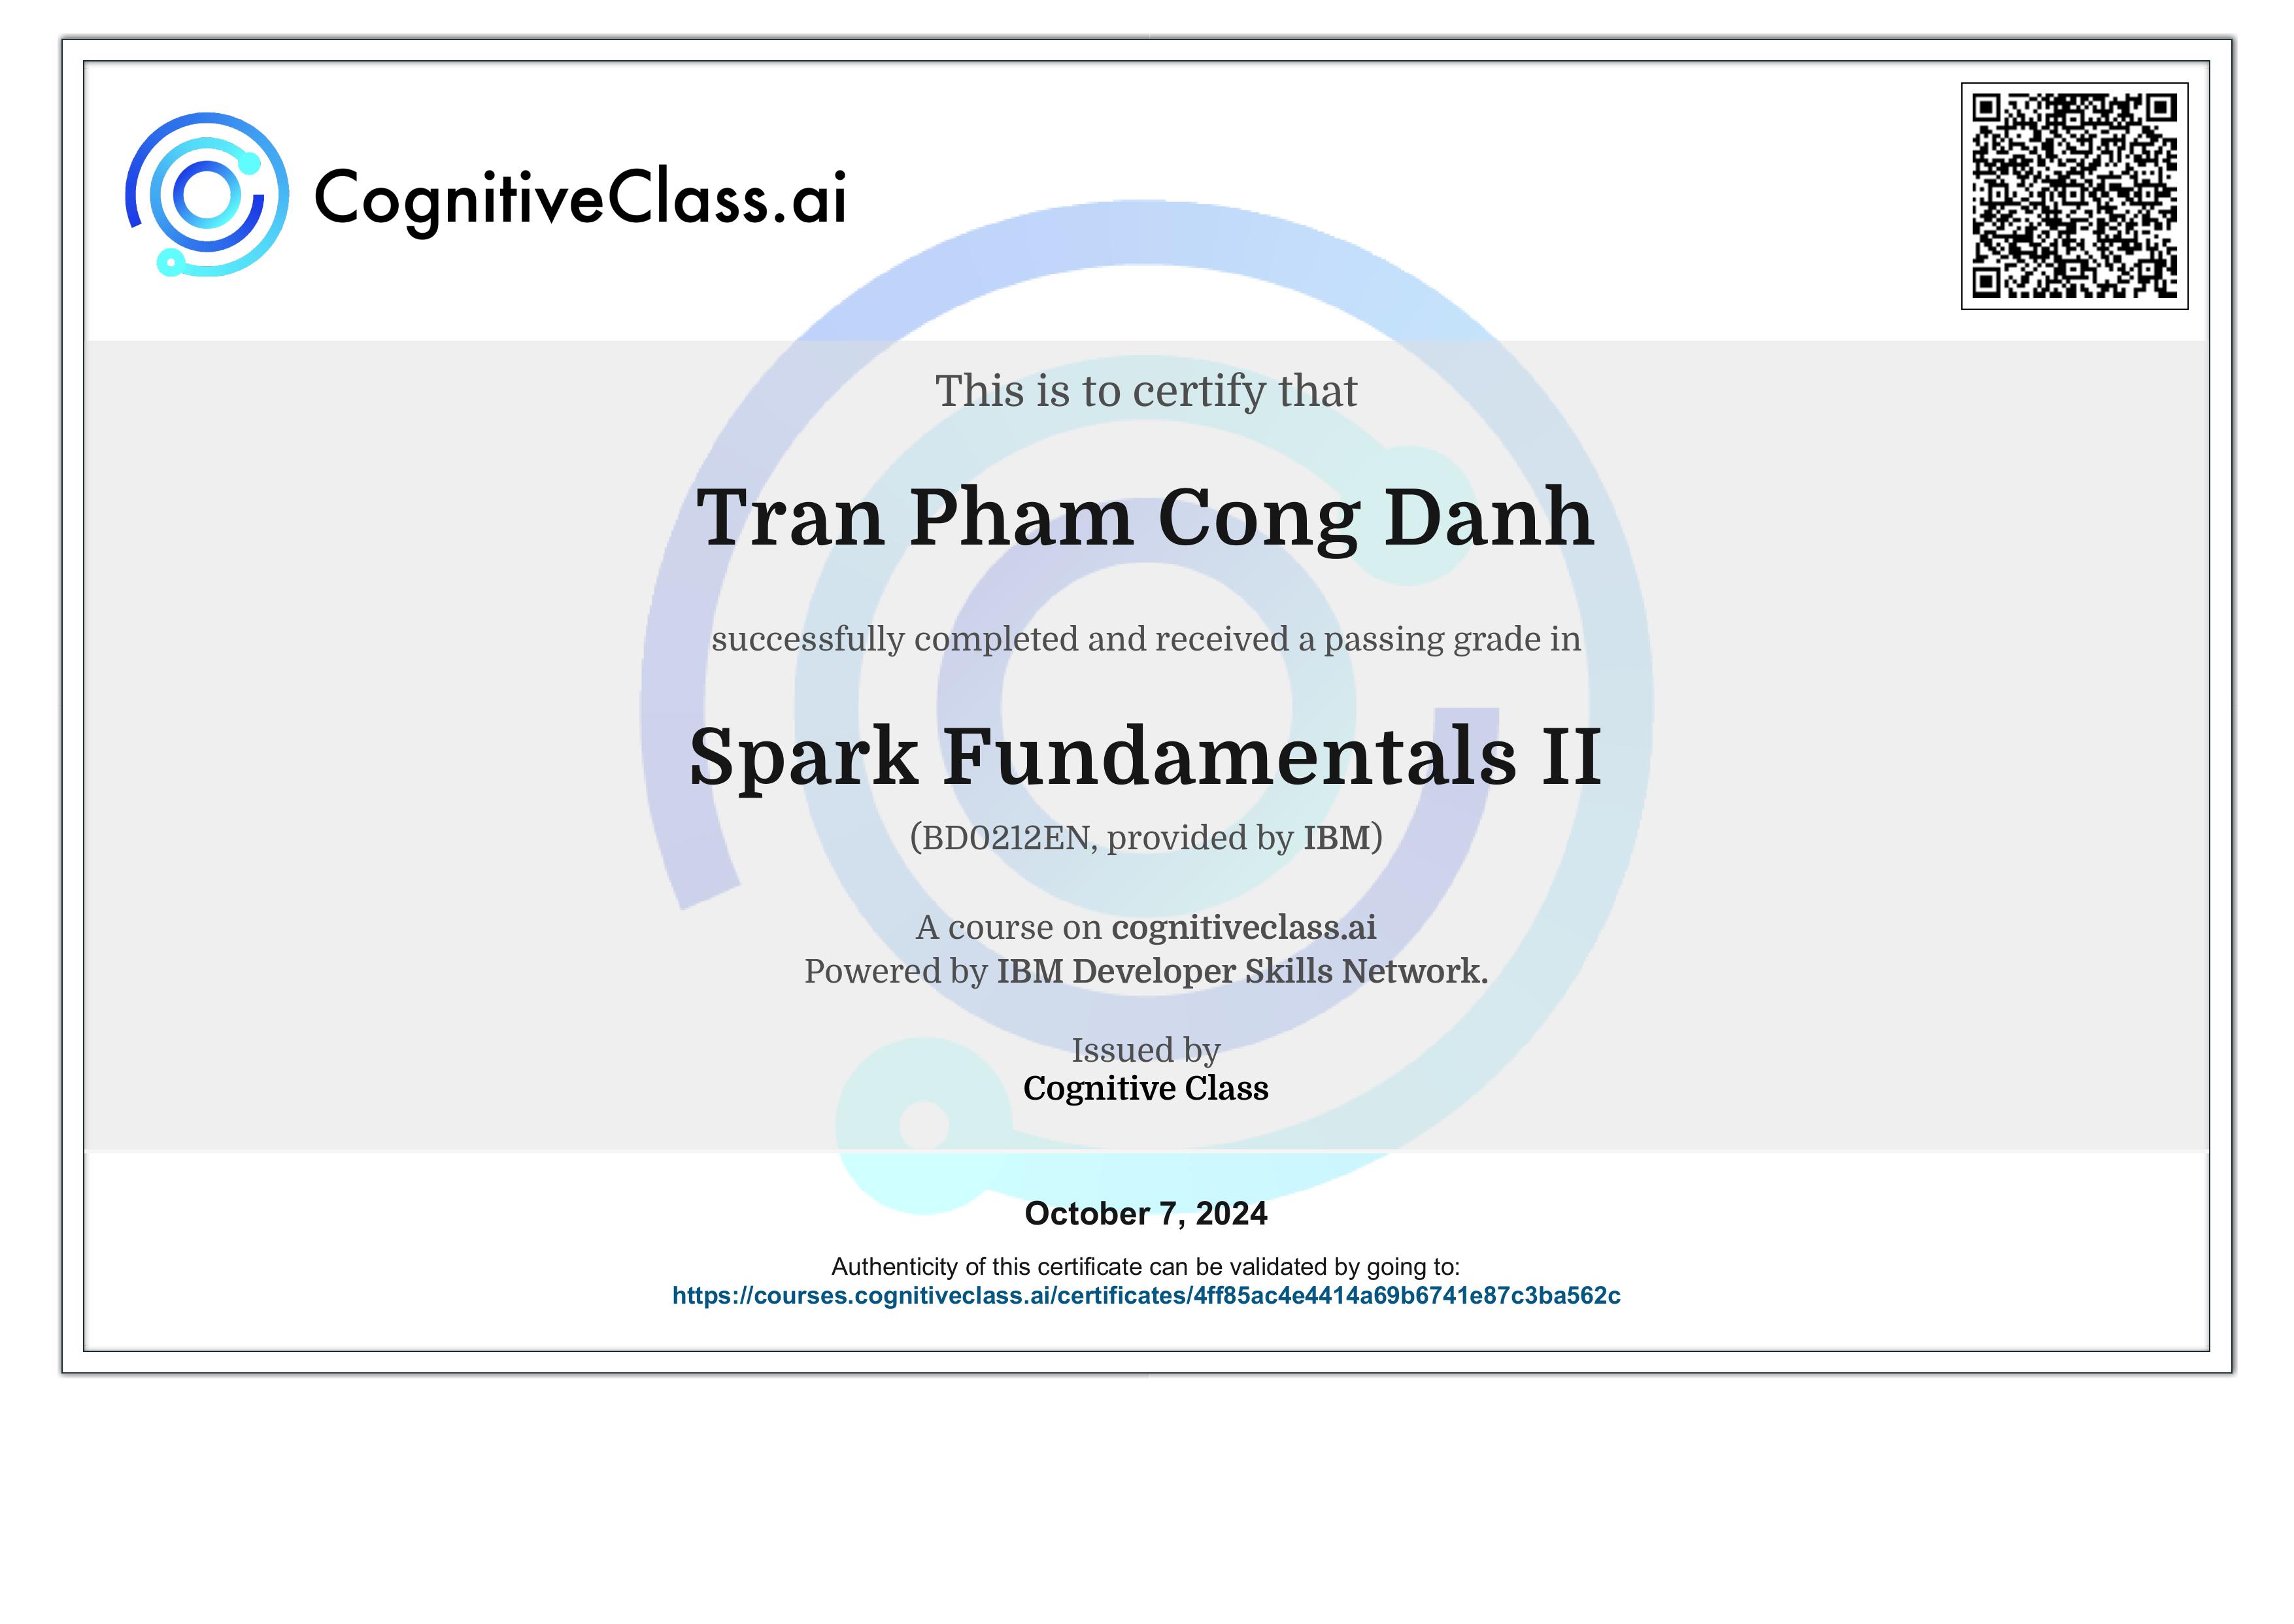 CognitiveClass.ai
This is to certify that
Tran Pham Cong Danh
successfully completed and received a passing grade in
Spark Fundamentals II
(BD0212EN, provided by IBM)
A course on cognitiveclass.ai
Powered by IBM Developer Skills Network.
Issued by
Cognitive Class
October 7, 2024
Authenticity of this certificate can be validated by going to:
https://courses.cognitiveclass.ai/certificates/4ff85ac4e4414a69b6741e87c3ba562c